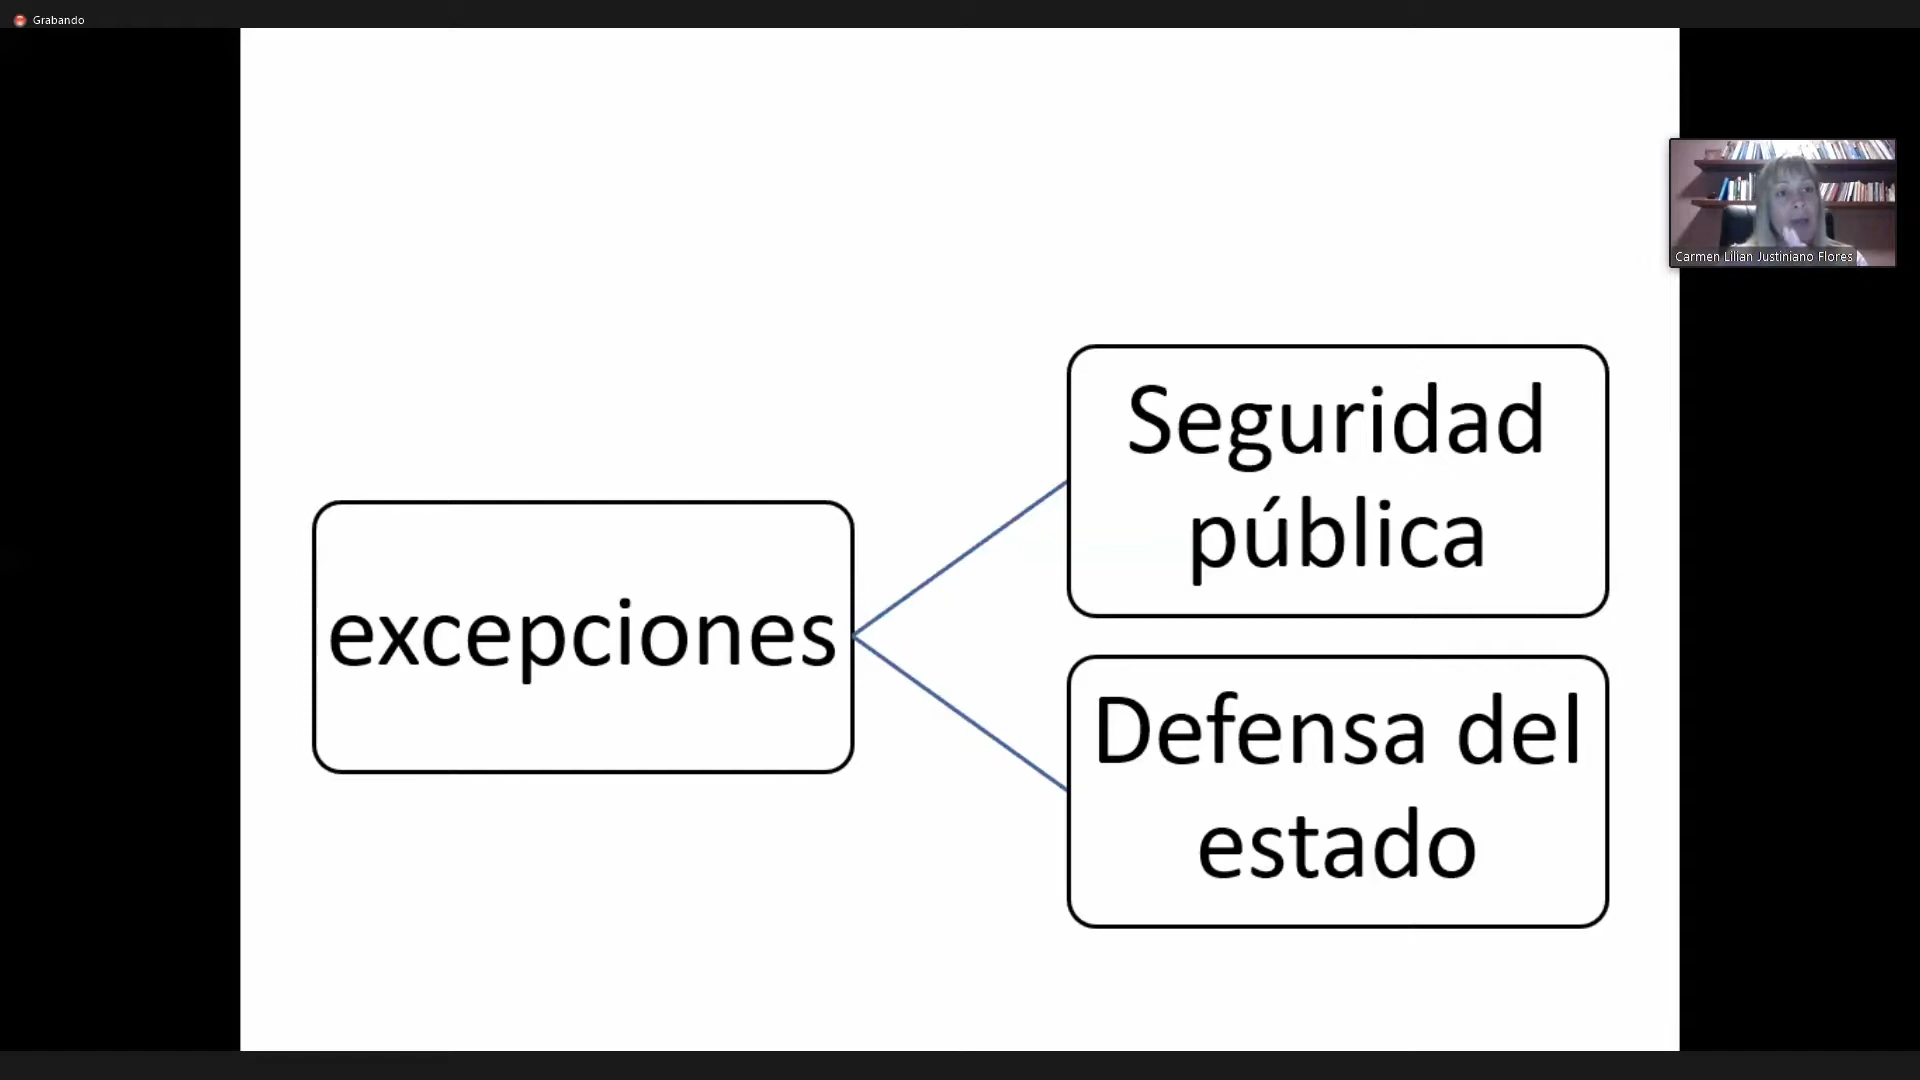 Grabando
Carmen Lilian Justiniano Flores
excepciones
Seguridad
pública
Defensa del
estado